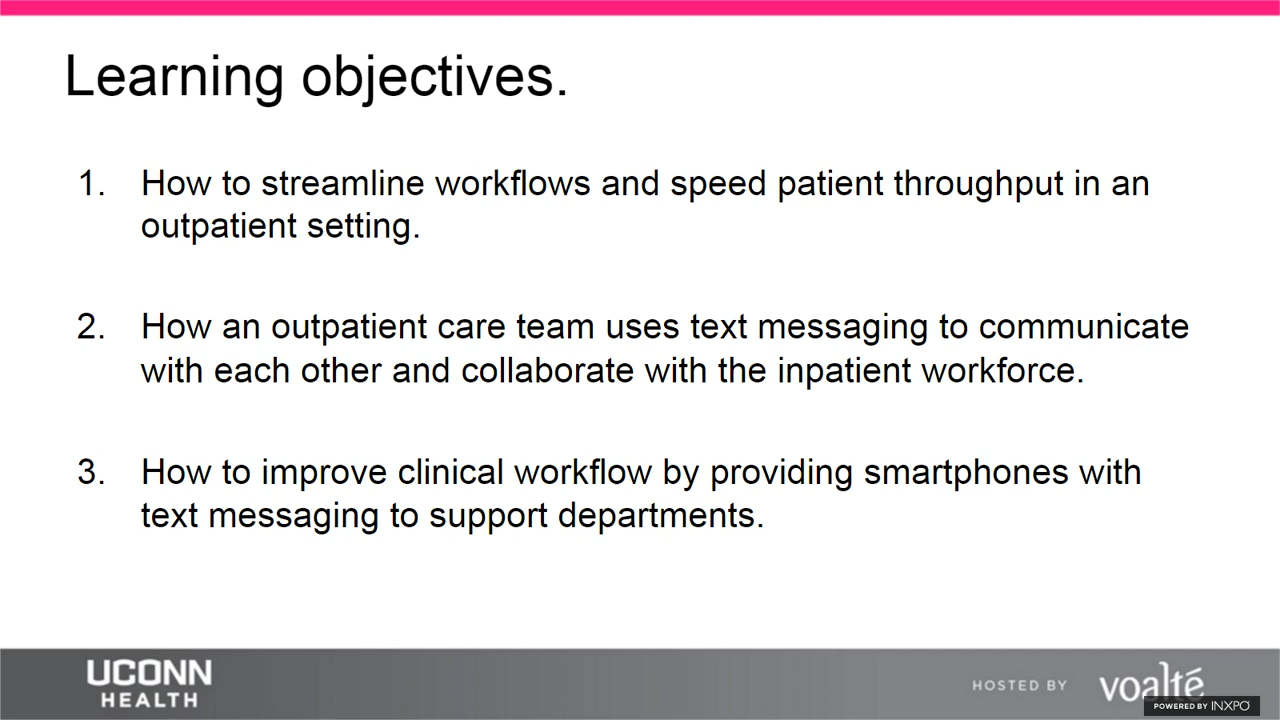 Learning objectives.
1. How to streamline workflows and speed patient throughput in an
outpatient setting.
2. How an outpatient care team uses text messaging to communicate
with each other and collaborate with the inpatient workforce.
3. How to improve clinical workflow by providing smartphones with
text messaging to support departments.
UCONN
HEALTH
HOSTED BY voalté
POWERED BY INXPO